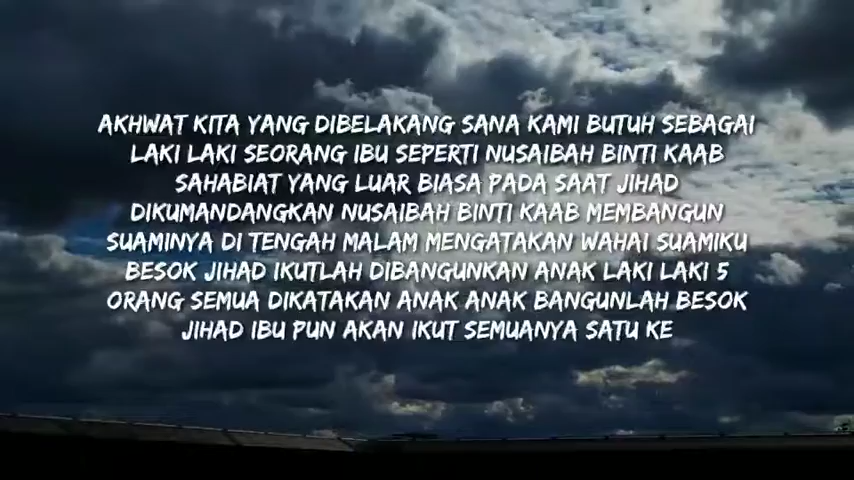 AKHWAT KITA YANG DIBELAKANG SANA KAMI BUTUH SEBAGAI
LAKI LAKI SEORANG IBU SEPERTI NUSAIBAH BINTI KAAB
SAHABIAT YANG LUAR BIASA PADA SAAT JIHAD
DIKUMANDANGKAN NUSAIBAH BINTI KAAB MEMBANGUN
SUAMINYA DI TENGAH MALAM MENGATAKAN WAHAI SUAMIKU
BESOK JIHAD IKUTLAH DIBANGUNKAN ANAK LAKI LAKI 5
ORANG SEMUA DIKATAKAN ANAK ANAK BANGUNLAH BESOK
JIHAD IBU PUN AKAN IKUT SEMUANYA SATU KE